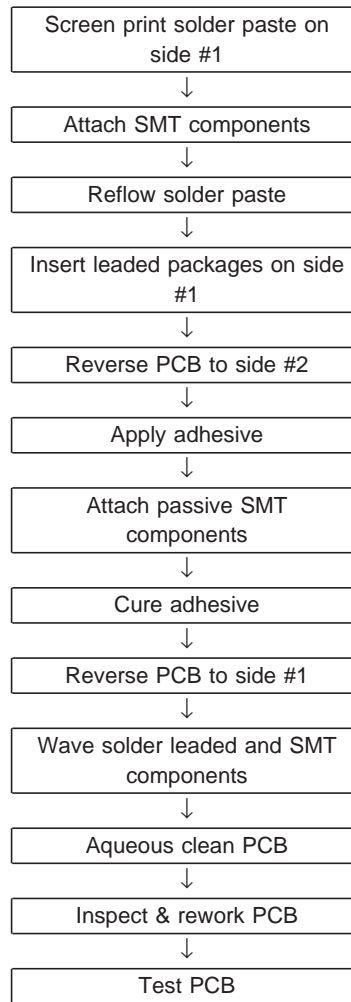 Screen print solder paste on
side #1
↓
Attach SMT components
↓
Reflow solder paste
↓
Insert leaded packages on side
#1
↓
Reverse PCB to side #2
↓
Apply adhesive
↓
Attach passive SMT
components
↓
Cure adhesive
↓
Reverse PCB to side #1
↓
Wave solder leaded and SMT
components
↓
Aqueous clean PCB
↓
Inspect & rework PCB
↓
Test PCB